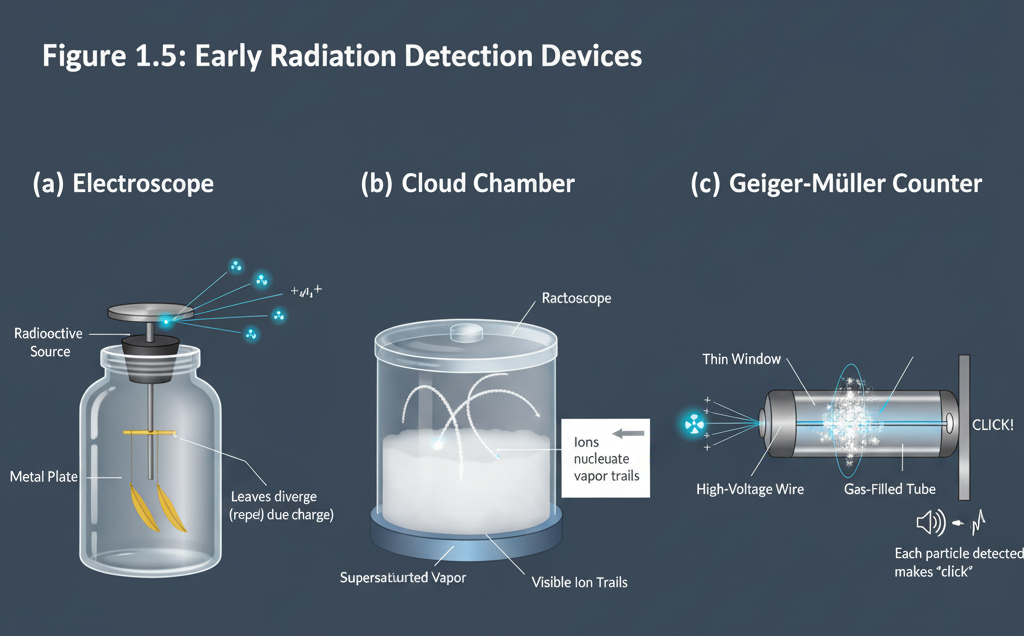 Figure 1.5: Early Radiation Detection Devices
(a) Electroscope
(b) Cloud Chamber
(c) Geiger-Müller Counter
Radiooctive
Source
Metal Plate
Leaves diverge
(repel) due charge)
Ractoscope
Ions
nucleuate
vapor trails
Supersatiurted Vapor
Visible Ion Trails
Thin Window
High-Voltage Wire
Gas-Filled Tube
CLICK!
Each particle detected
makes "click"